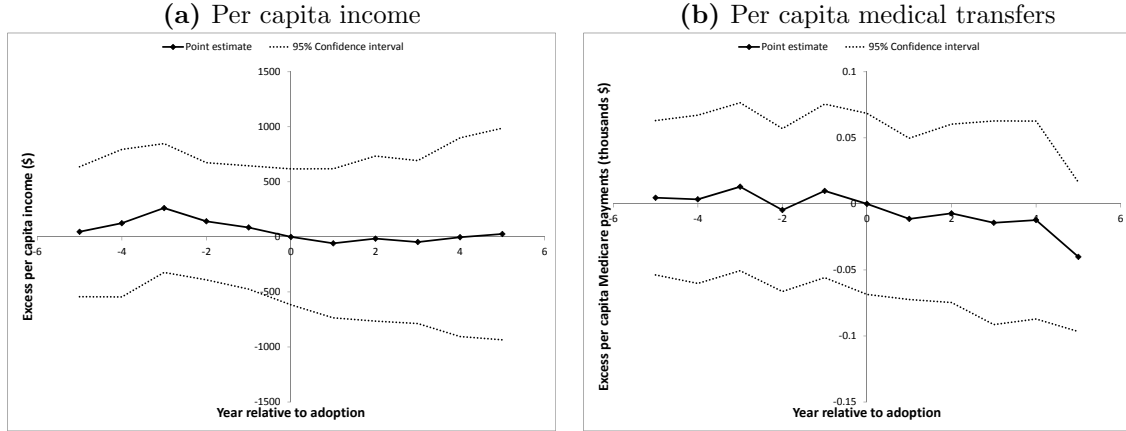 (a) Per capita income
Point estimate 95% Confidence interval
1500
1000
500
0
-500
-1000
-1500
-6 -4 -2 0 2 4 6
Excess per capita income ($)
Year relative to adoption
(b) Per capita medical transfers
Point estimate 95% Confidence interval
0.1
0.05
0
-0.05
-0.1
-0.15
-6 -4 -2 0 2 4 6
Excess per capita Medicare payments (thousands $)
Year relative to adoption